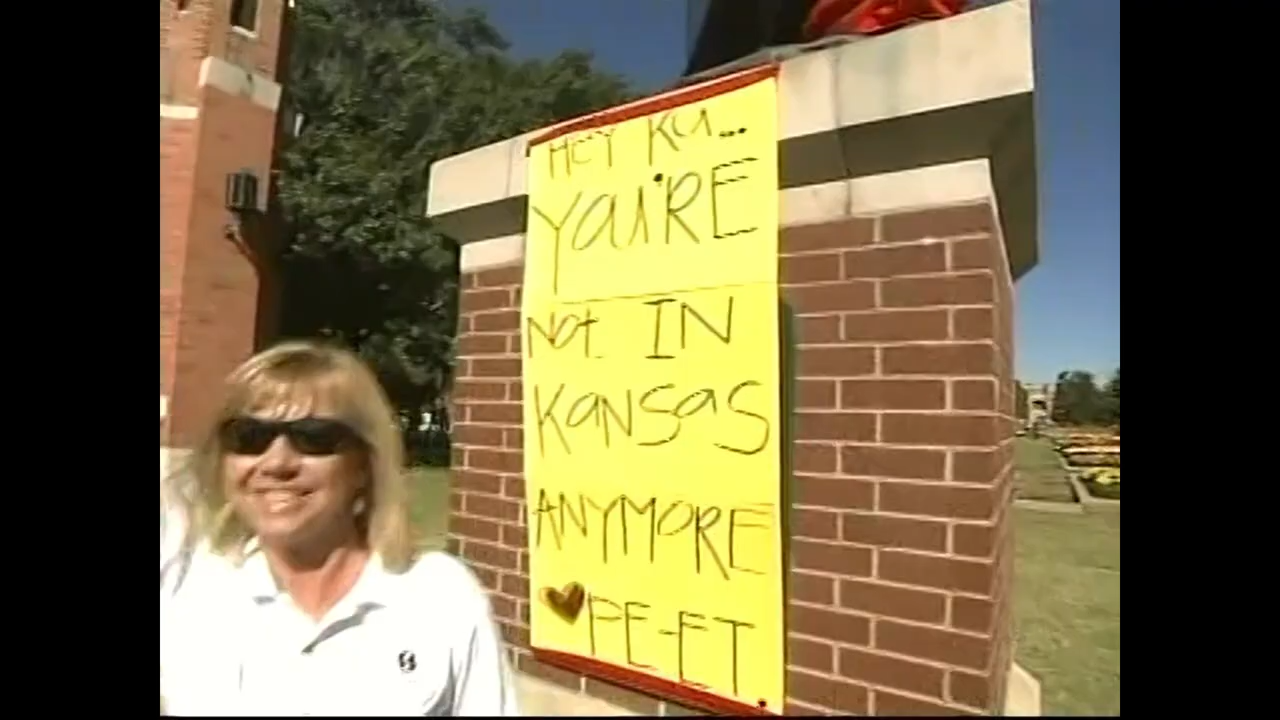 HEY KU...
YOU'RE
NOT IN
KANSAS
ANYMORE
PE-ET